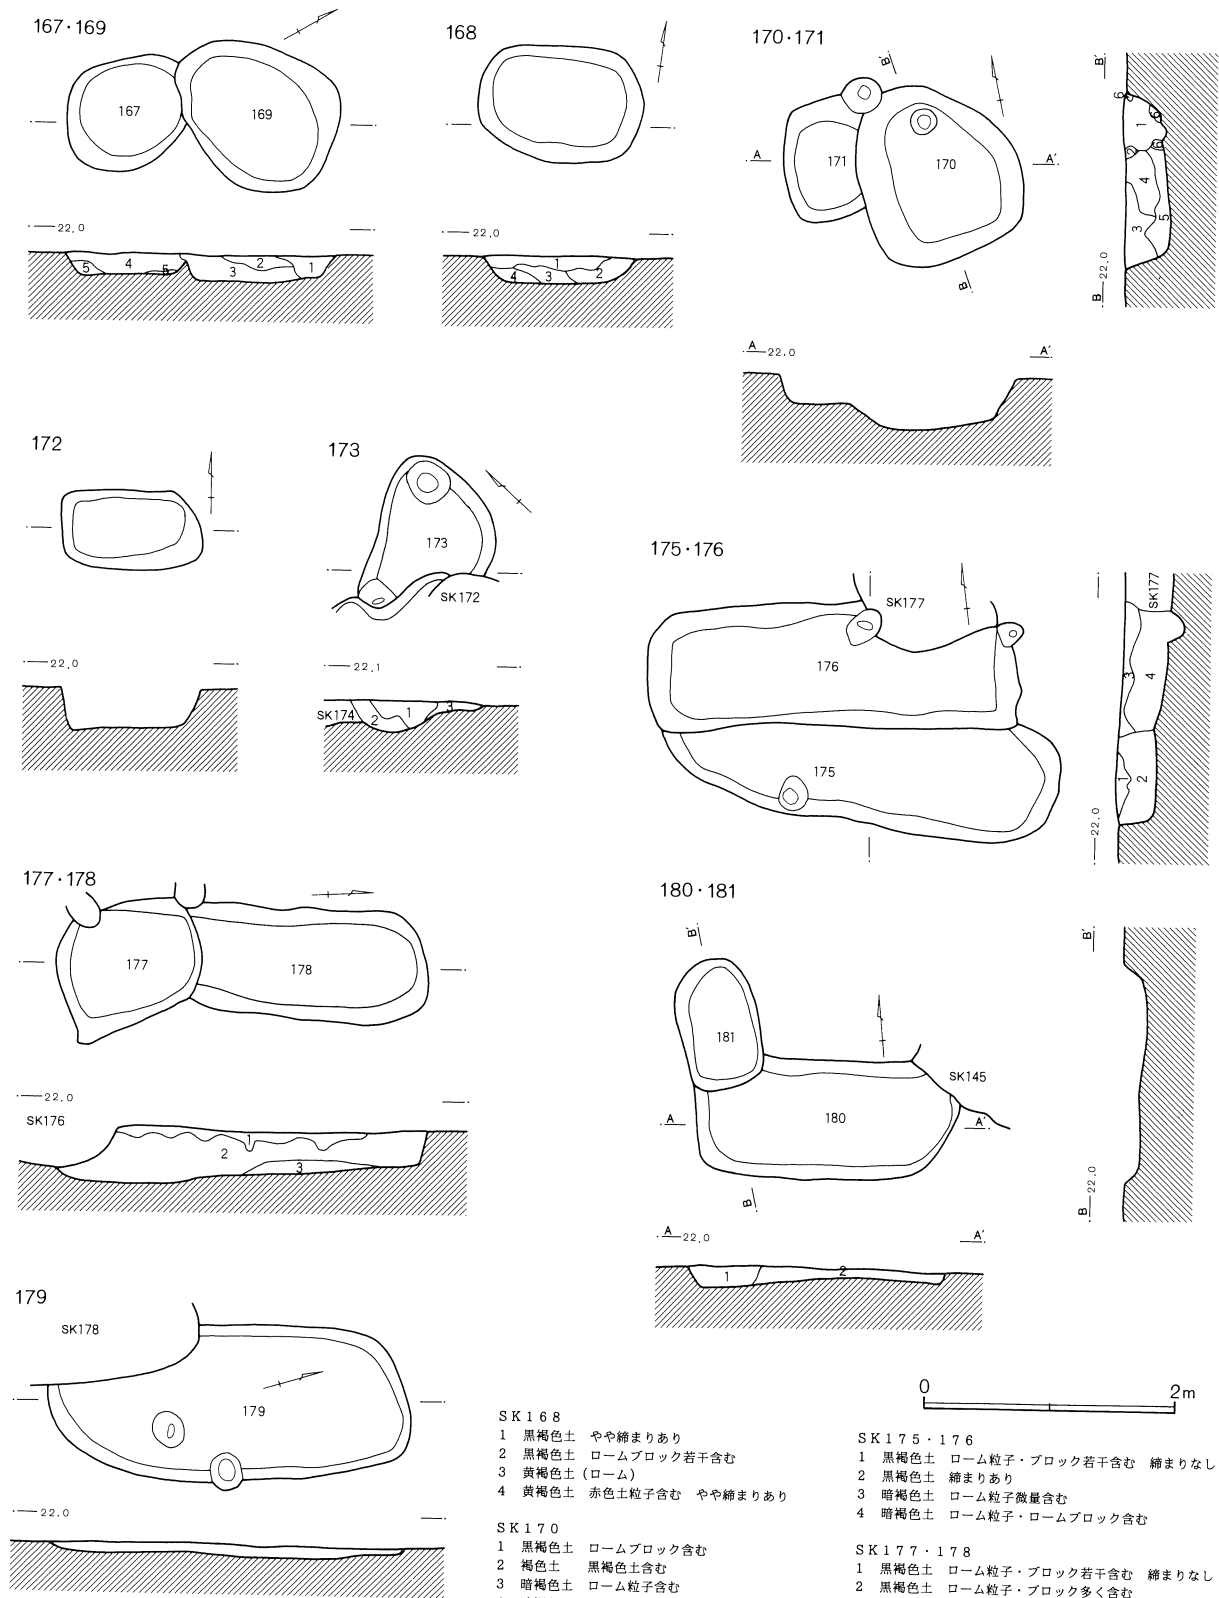 167・169
167
169
22.0
5 4 5 3 2 1
168
22.0
1
4 3 2
170・171
B B′
A 171 170 A′
B
A 22.0 A′
B′
6
1
6
2 6
4
3 5
B 22.0
172
22.0
173
173
SK172
22.1
SK174 2 1 3
175・176
SK177
176
175
SK177
3 4
1 2
22.0
177・178
177
178
22.0
SK176
1
2
3
180・181
B′
181
SK145
A 180 A′
B
A 22.0 A′
1 2
B′
B 22.0
179
SK178
179
22.0
0 2m
SK168
1 黒褐色土 やや締まりあり
2 黒褐色土 ロームブロック若干含む
3 黄褐色土(ローム)
4 黄褐色土 赤色土粒子含む やや締まりあり
SK170
1 黒褐色土 ロームブロック含む
2 褐色土 黒褐色土含む
3 暗褐色土 ローム粒子含む
SK175・176
1 黒褐色土 ローム粒子・ブロック若干含む 締まりなし
2 黒褐色土 締まりあり
3 暗褐色土 ローム粒子微量含む
4 暗褐色土 ローム粒子・ロームブロック含む
SK177・178
1 黒褐色土 ローム粒子・ブロック若干含む 締まりなし
2 黒褐色土 ローム粒子・ブロック多く含む